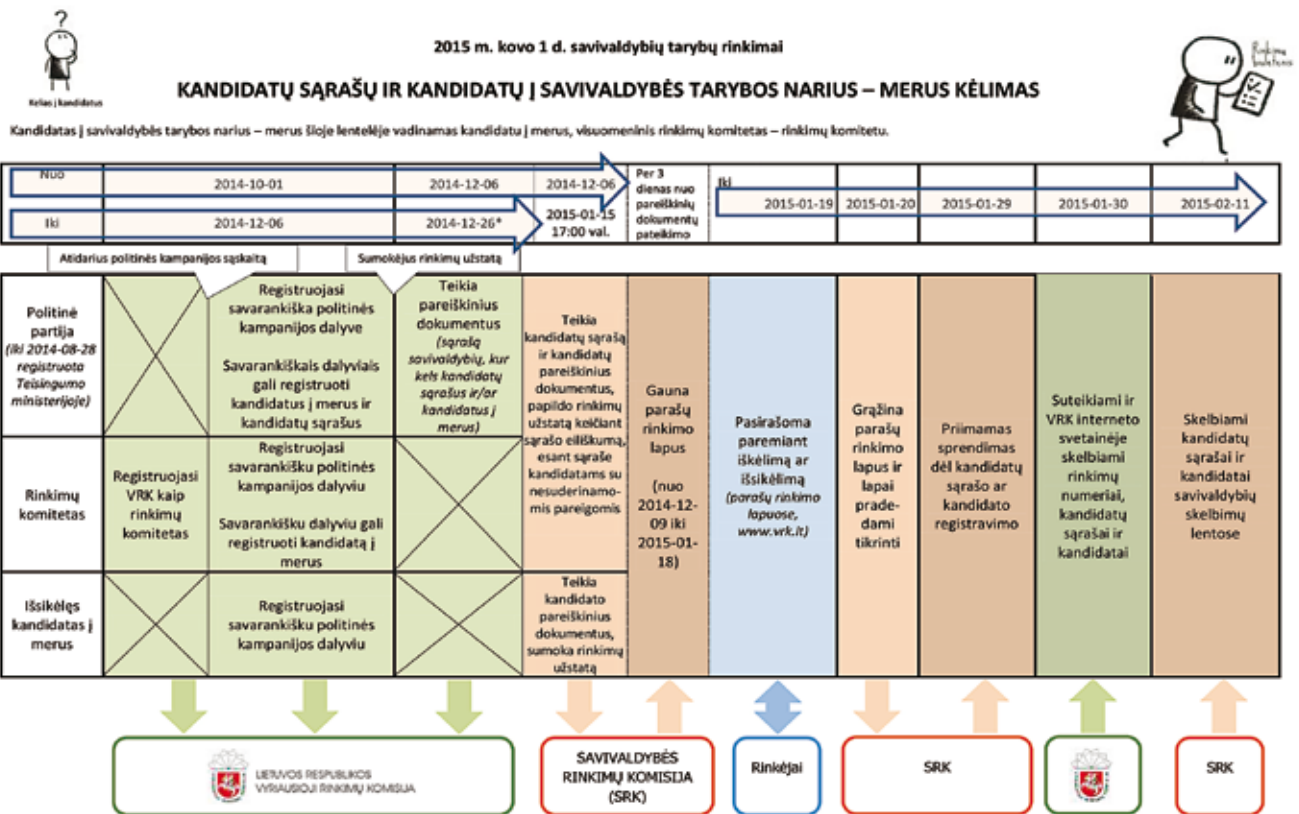 ?
Kelias į kandidatus
2015 m. kovo 1 d. savivaldybių tarybų rinkimai
KANDIDATŲ SĄRAŠŲ IR KANDIDATŲ Į SAVIVALDYBĖS TARYBOS NARIUS – MERUS KĖLIMAS
Rinkimų
biuletenis
Kandidatas į savivaldybės tarybos narius – merus šioje lentelėje vadinamas kandidatu į merus, visuomeninis rinkimų komitetas – rinkimų komitetu.
Nuo
2014-10-01
2014-12-06
2014-12-06
Iki
2014-12-06
2014-12-26*
2015-01-15
17:00 val.
Per 3
dienas nuo
pareiškinių
dokumentų
pateikimo
Iki
2015-01-19
2015-01-20
2015-01-29
2015-01-30
2015-02-11
Atidarius politinės kampanijos sąskaitą
Sumokėjus rinkimų užstatą
Politinė
partija
(iki 2014-08-28
registruota
Teisingumo
ministerijoje)
Registruojasi
savarankiška politinės
kampanijos dalyve
Savarankiškais dalyviais
gali registruoti
kandidatus į merus ir
kandidatų sąrašus
Teikia
pareiškinius
dokumentus
(sąrašą
savivaldybių, kur
kels kandidatų
sąrašus ir/ar
kandidatus į
merus)
Teikia
kandidatų sąrašą
ir kandidatų
pareiškinius
dokumentus,
papildo rinkimų
užstatą keičiant
sąrašo eiliškumą,
esant sąraše
kandidatams su
nesuderinamo-
mis pareigomis
Gauna
parašų
rinkimo
lapus
(nuo
2014-12-
09 iki
2015-01-
18)
Pasirašoma
paremiant
iškėlimą ar
išsikėlimą
(parašų rinkimo
lapuose,
www.vrk.lt)
Grąžina
parašų
rinkimo
lapus ir
lapai
prade-
dami
tikrinti
Priimamas
sprendimas
dėl kandidatų
sąrašo ar
kandidato
registravimo
Suteikiami ir
VRK interneto
svetainėje
skelbiami
rinkimų
numeriai,
kandidatų
sąrašai ir
kandidatai
Skelbiami
kandidatų
sąrašai ir
kandidatai
savivaldybių
skelbimų
lentose
Rinkimų
komitetas
Registruojasi
VRK kaip
rinkimų
komitetas
Registruojasi
savarankišku politinės
kampanijos dalyviu
Savarankišku dalyviu gali
registruoti kandidatą į
merus
Išsikėlęs
kandidatas į
merus
Registruojasi
savarankišku politinės
kampanijos dalyviu
Teikia
kandidato
pareiškinius
dokumentus,
sumoka rinkimų
užstatą
LIETUVOS RESPUBLIKOS
VYRIAUSIOJI RINKIMŲ KOMISIJA
SAVIVALDYBĖS
RINKIMŲ KOMISIJA
(SRK)
Rinkėjai
SRK
SRK